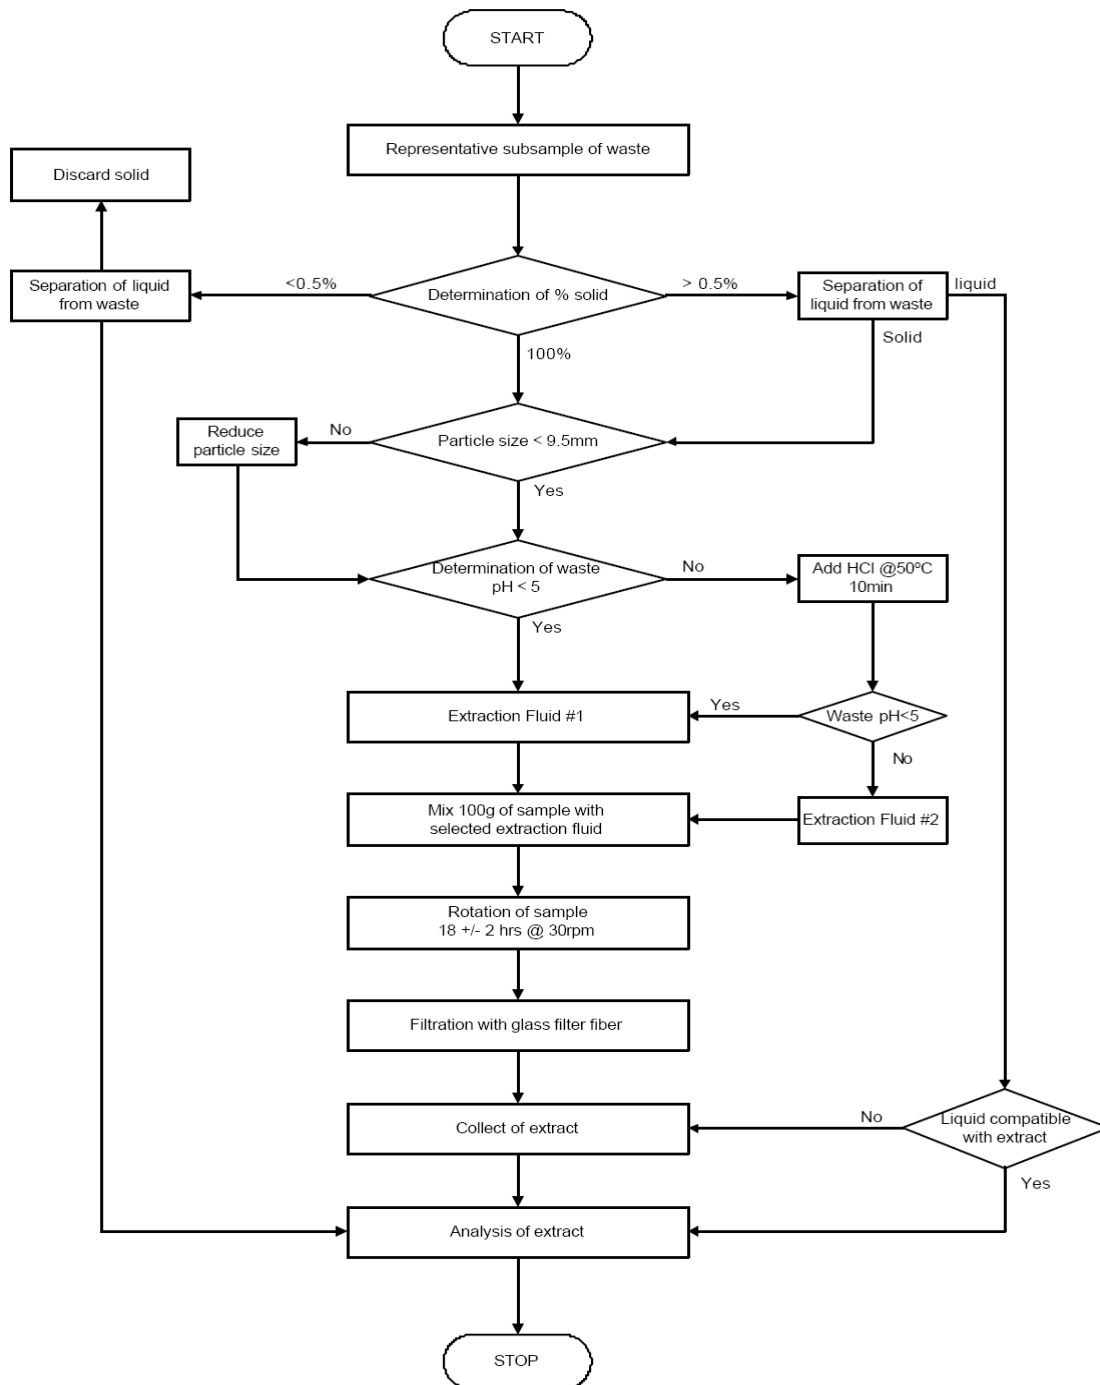 START
Representative subsample of waste
Discard solid
Separation of liquid
from waste
<0.5%
Determination of % solid
> 0.5%
Separation of
liquid from waste
liquid
Solid
100%
Reduce
particle size
No
Particle size < 9.5mm
Yes
Determination of waste
pH < 5
No
Add HCl @50ºC
10min
Yes
Extraction Fluid #1
Yes
Waste pH<5
No
Mix 100g of sample with
selected extraction fluid
Extraction Fluid #2
Rotation of sample
18 +/- 2 hrs @ 30rpm
Filtration with glass filter fiber
Collect of extract
No
Liquid compatible
with extract
Yes
Analysis of extract
STOP